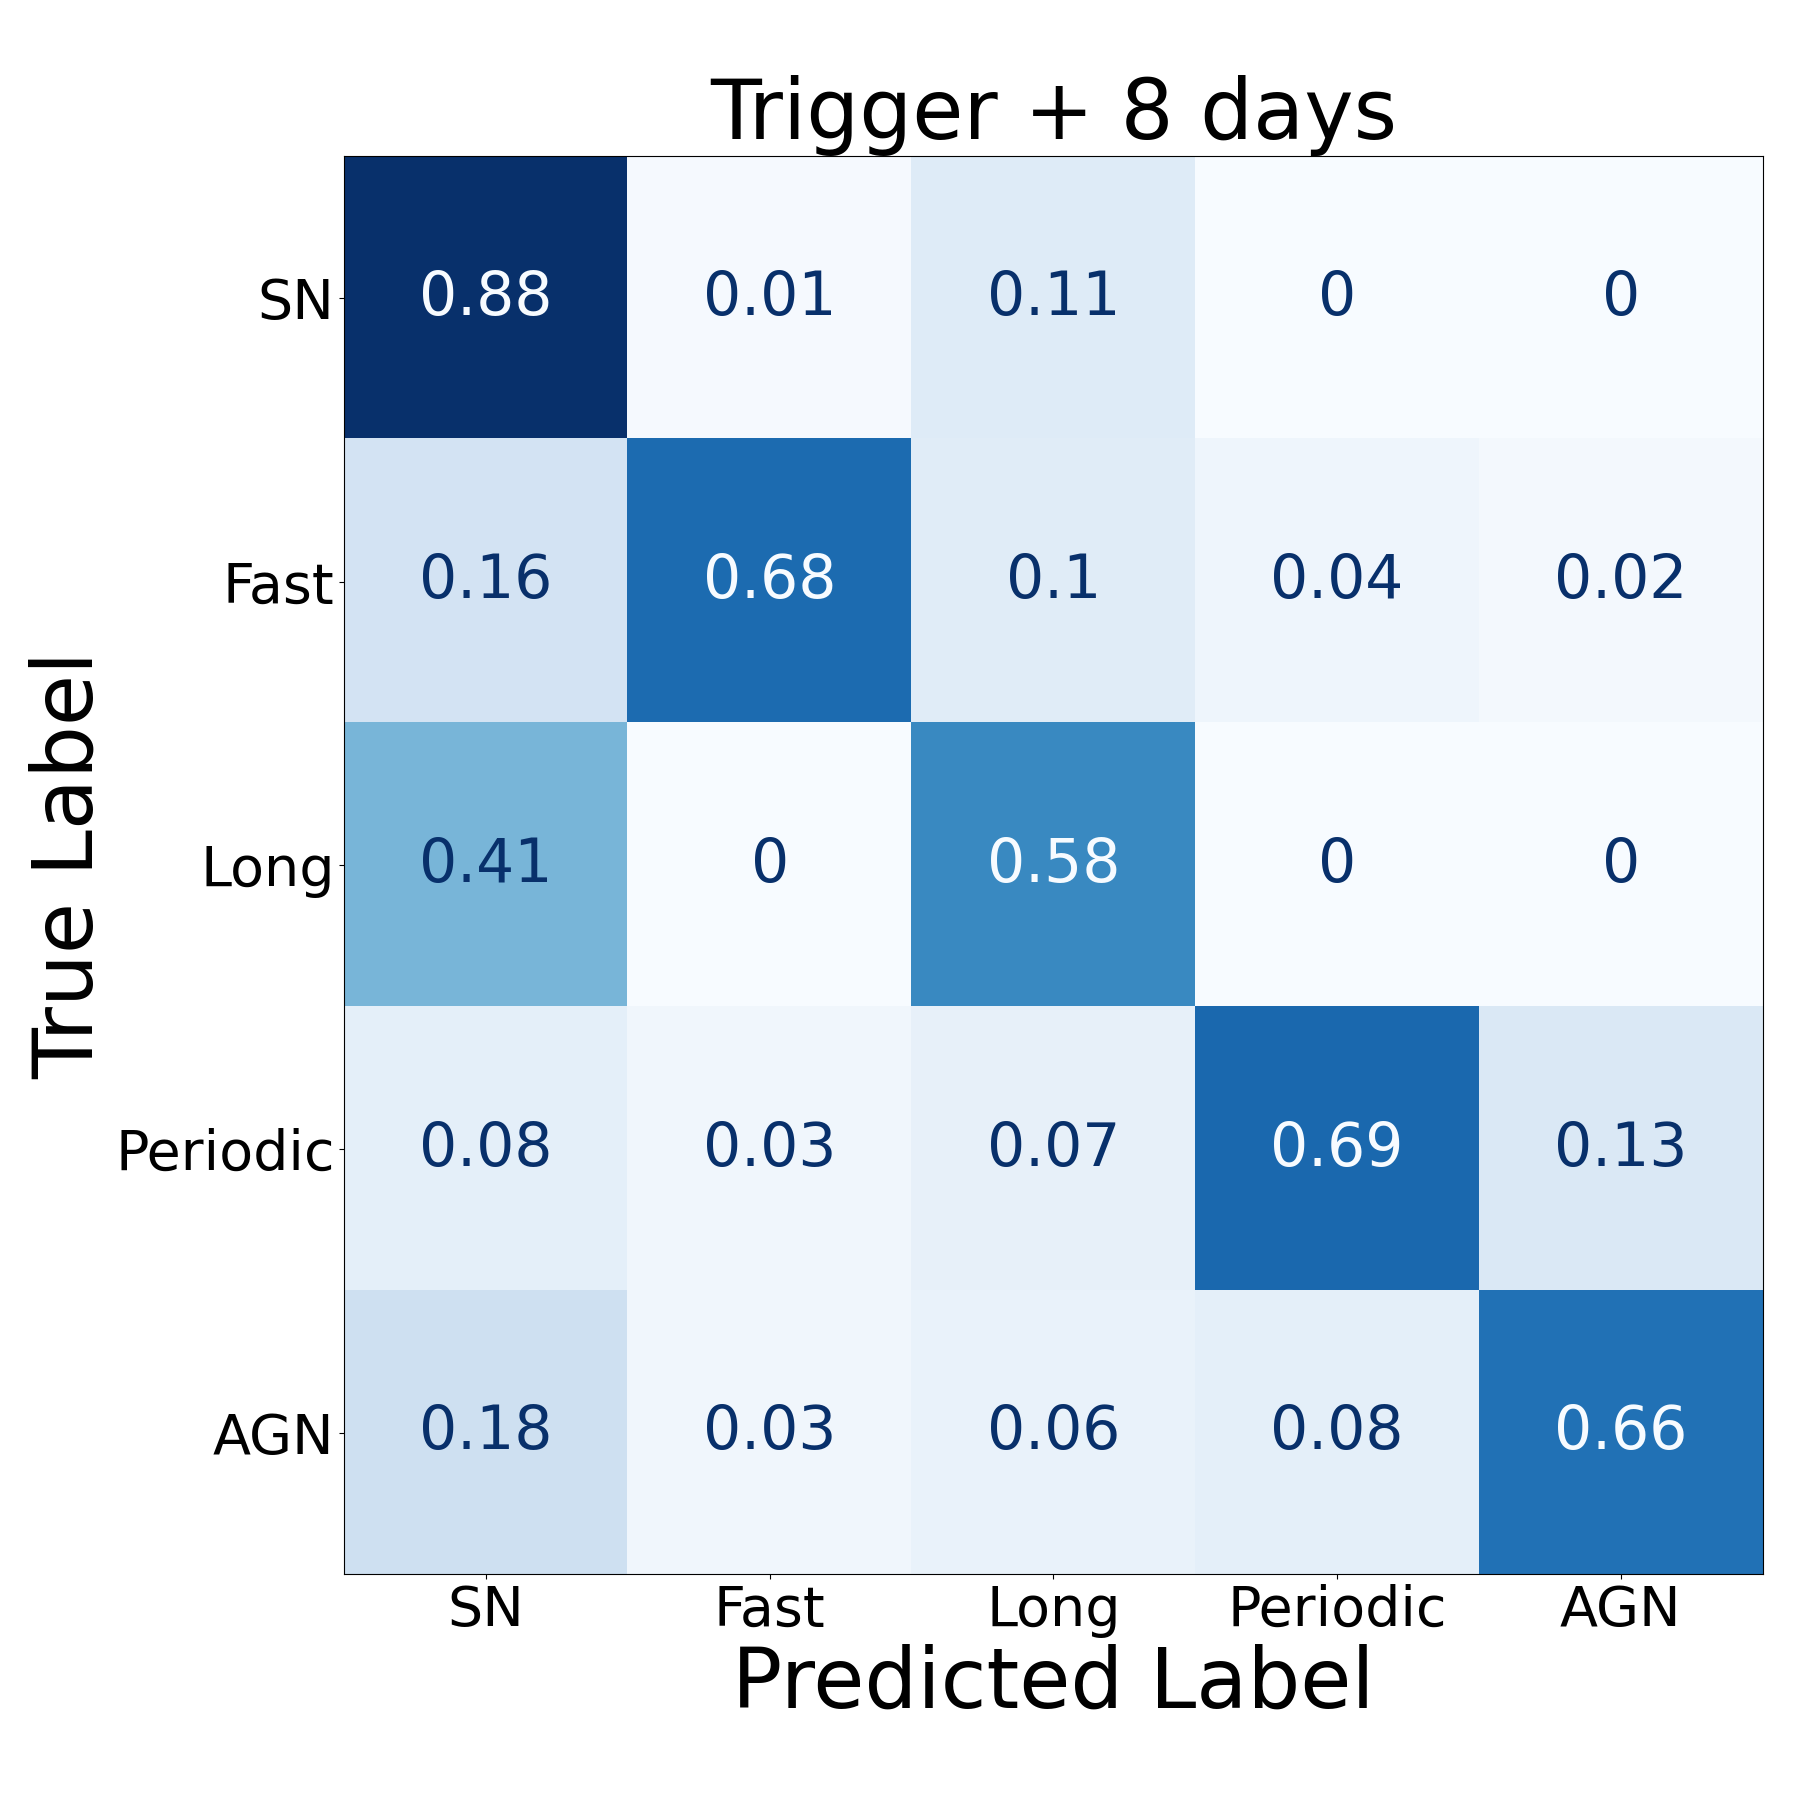 Trigger + 8 days
True Label
SN 0.88 0.01 0.11 0 0
Fast 0.16 0.68 0.1 0.04 0.02
Long 0.41 0 0.58 0 0
Periodic 0.08 0.03 0.07 0.69 0.13
AGN 0.18 0.03 0.06 0.08 0.66
SN Fast Long Periodic AGN
Predicted Label